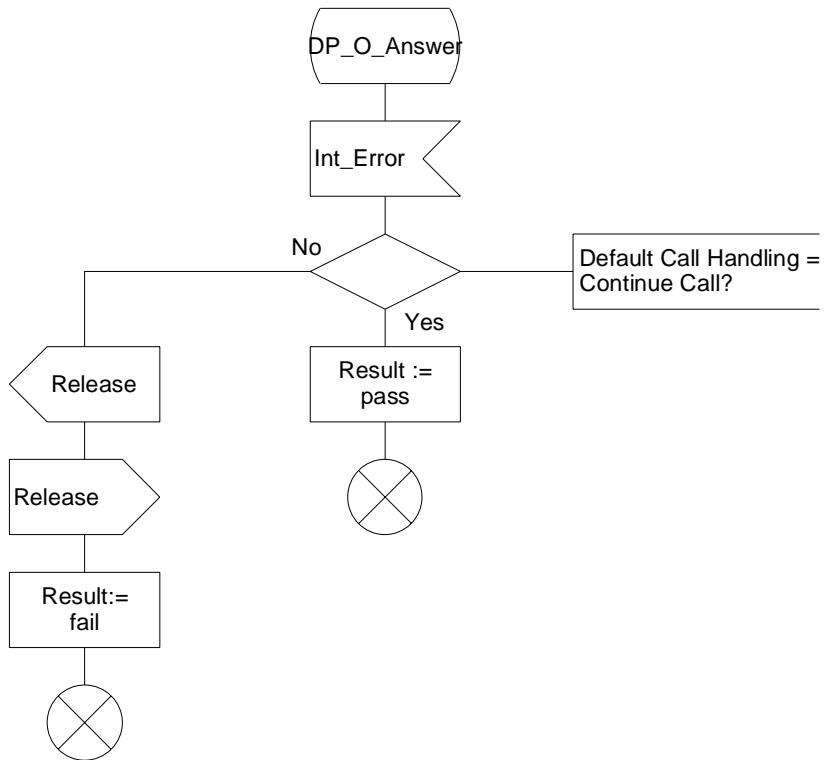 DP_O_Answer
Int_Error
No
Default Call Handling =
Continue Call?
Yes
Release
Result :=
pass
Release
Result:=
fail